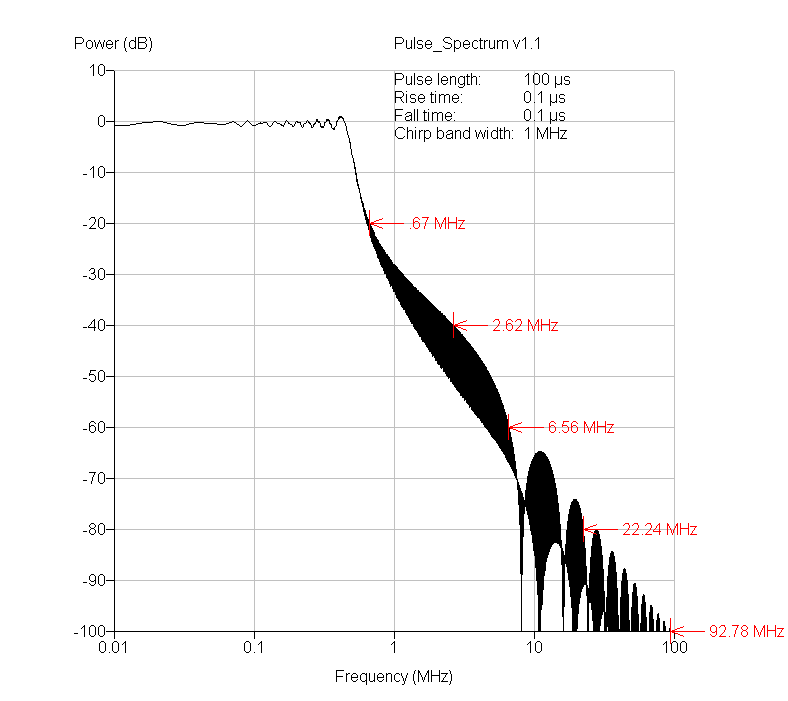 Power (dB) Pulse_Spectrum v1.1
10
Pulse length: 100 µs
Rise time: 0.1 µs
Fall time: 0.1 µs
0
Chirp band width: 1 MHz
-10
-20
.67 MHz
-30
-40
2.62 MHz
-50
-60
6.56 MHz
-70
-80
22.24 MHz
-90
-100
92.78 MHz
0.01 0.1 1 10 100
Frequency (MHz)